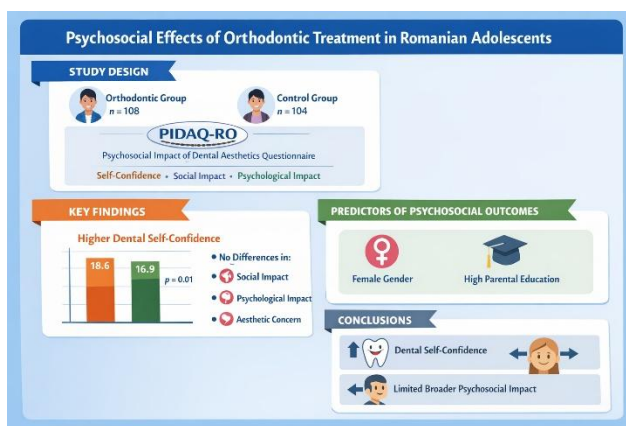 Psychosocial Effects of Orthodontic Treatment in Romanian Adolescents
STUDY DESIGN
Orthodontic Group
n = 108
Control Group
n = 104
PIDAQ-RO
Psychosocial Impact of Dental Aesthetics Questionnaire
Self-Confidence • Social Impact • Psychological Impact
KEY FINDINGS
Higher Dental Self-Confidence
18.6
16.9
p = 0.01
• No Differences in:
• Social Impact
• Psychological Impact
• Aesthetic Concern
PREDICTORS OF PSYCHOSOCIAL OUTCOMES
Female Gender
High Parental Education
CONCLUSIONS
Dental Self-Confidence
Limited Broader Psychosocial Impact